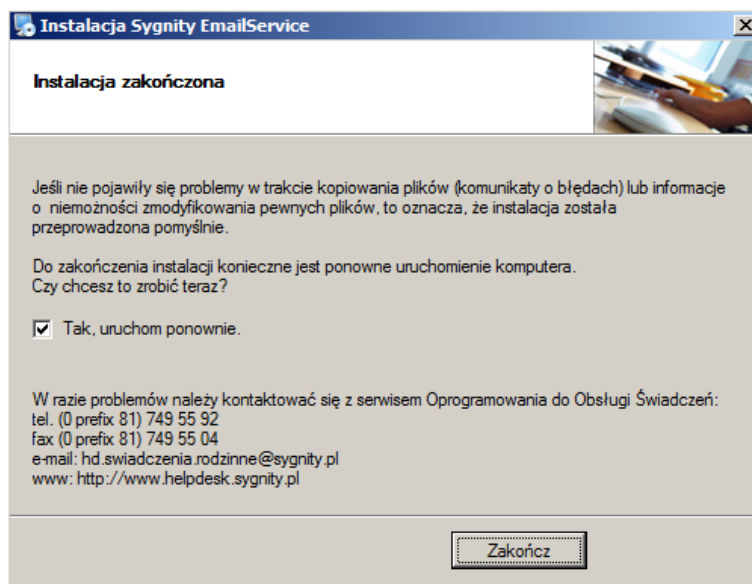 Instalacja Sygnity EmailService
Instalacja zakończona
Jeśli nie pojawiły się problemy w trakcie kopiowania plików (komunikaty o błędach) lub informacje
o niemożności zmodyfikowania pewnych plików, to oznacza, że instalacja została
przeprowadzona pomyślnie.
Do zakończenia instalacji konieczne jest ponowne uruchomienie komputera.
Czy chcesz to zrobić teraz?
Tak, uruchom ponownie.
W razie problemów należy kontaktować się z serwisem Oprogramowania do Obsługi Świadczeń:
tel. (0 prefix 81) 749 55 92
fax (0 prefix 81) 749 55 04
e-mail: hd.swiadczenia.rodzinne@sygnity.pl
www: http://www.helpdesk.sygnity.pl
Zakończ